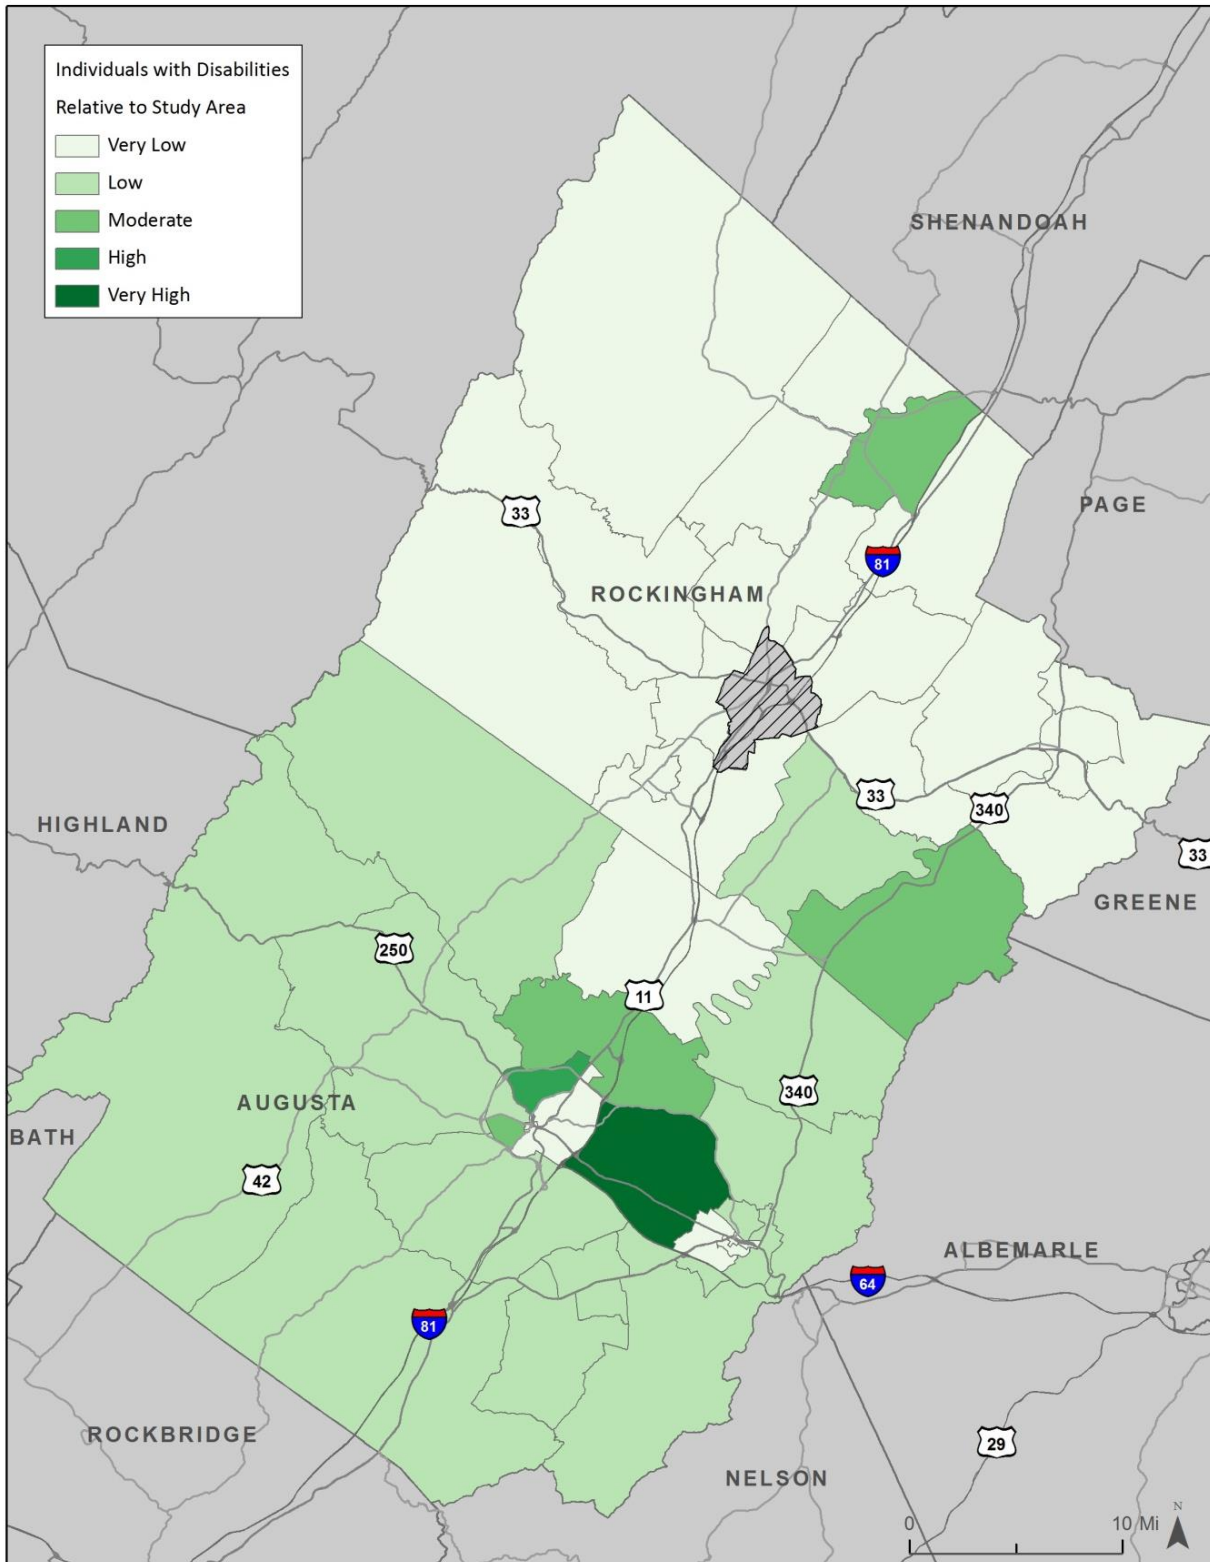 Individuals with Disabilities
Relative to Study Area
Very Low
Low
Moderate
High
Very High
SHENANDOAH
PAGE
33
81
ROCKINGHAM
33
340
HIGHLAND
33
GREENE
250
11
340
AUGUSTA
BATH
42
ALBEMARLE
64
81
ROCKBRIDGE
29
NELSON
N
0 10 Mi